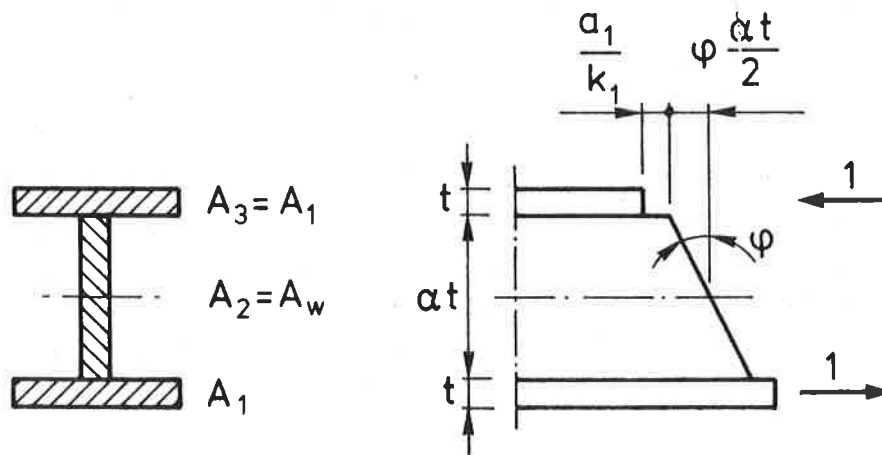 A₃ = A₁
A₂ = A_w
A₁
a₁/k₁
φ αt/2
t
αt
t
φ
1
1